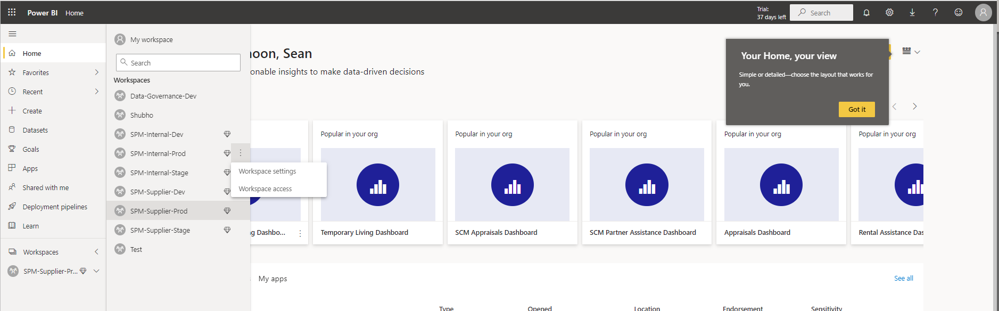 Power BI Home
Trial:
37 days left
Search
Home
Favorites
Recent
Create
Datasets
Goals
Apps
Shared with me
Deployment pipelines
Learn
Workspaces
SPM-Supplier-Pr...
My workspace
Search
Workspaces
Data-Governance-Dev
Shubho
SPM-Internal-Dev
SPM-Internal-Prod
SPM-Internal-Stage
SPM-Supplier-Dev
SPM-Supplier-Prod
SPM-Supplier-Stage
Test
Workspace settings
Workspace access
noon, Sean
onable insights to make data-driven decisions
Your Home, your view
Simple or detailed—choose the layout that works for
you.
Got it
Popular in your org
Popular in your org
Popular in your org
Popular in your org
Popular in your org
ng Dashbo...
Temporary Living Dashboard
SCM Appraisals Dashboard
SCM Partner Assistance Dashboard
Appraisals Dashboard
Rental Assistance Das
My apps
See all
Type Opened Location Endorsement Sensitivity